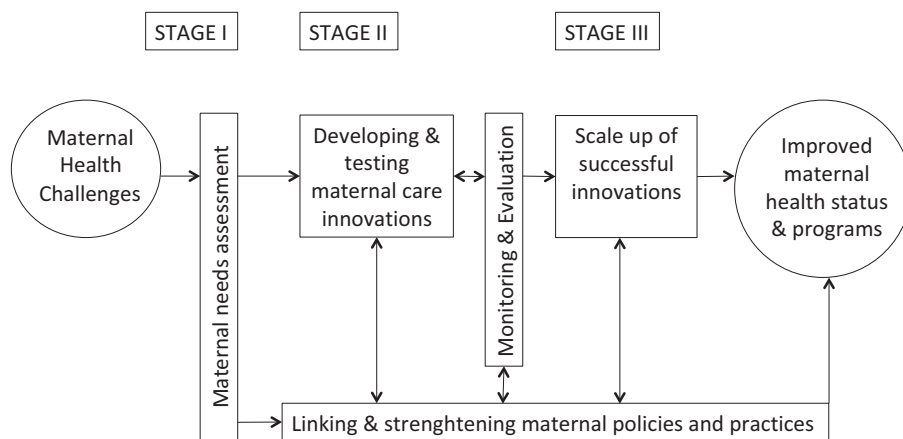 STAGE I
STAGE II
STAGE III
Maternal
Health
Challenges
Maternal needs assessment
Developing &
testing
maternal care
innovations
Monitoring & Evaluation
Scale up of
successful
innovations
Improved
maternal
health status
& programs
Linking & strenghtening maternal policies and practices